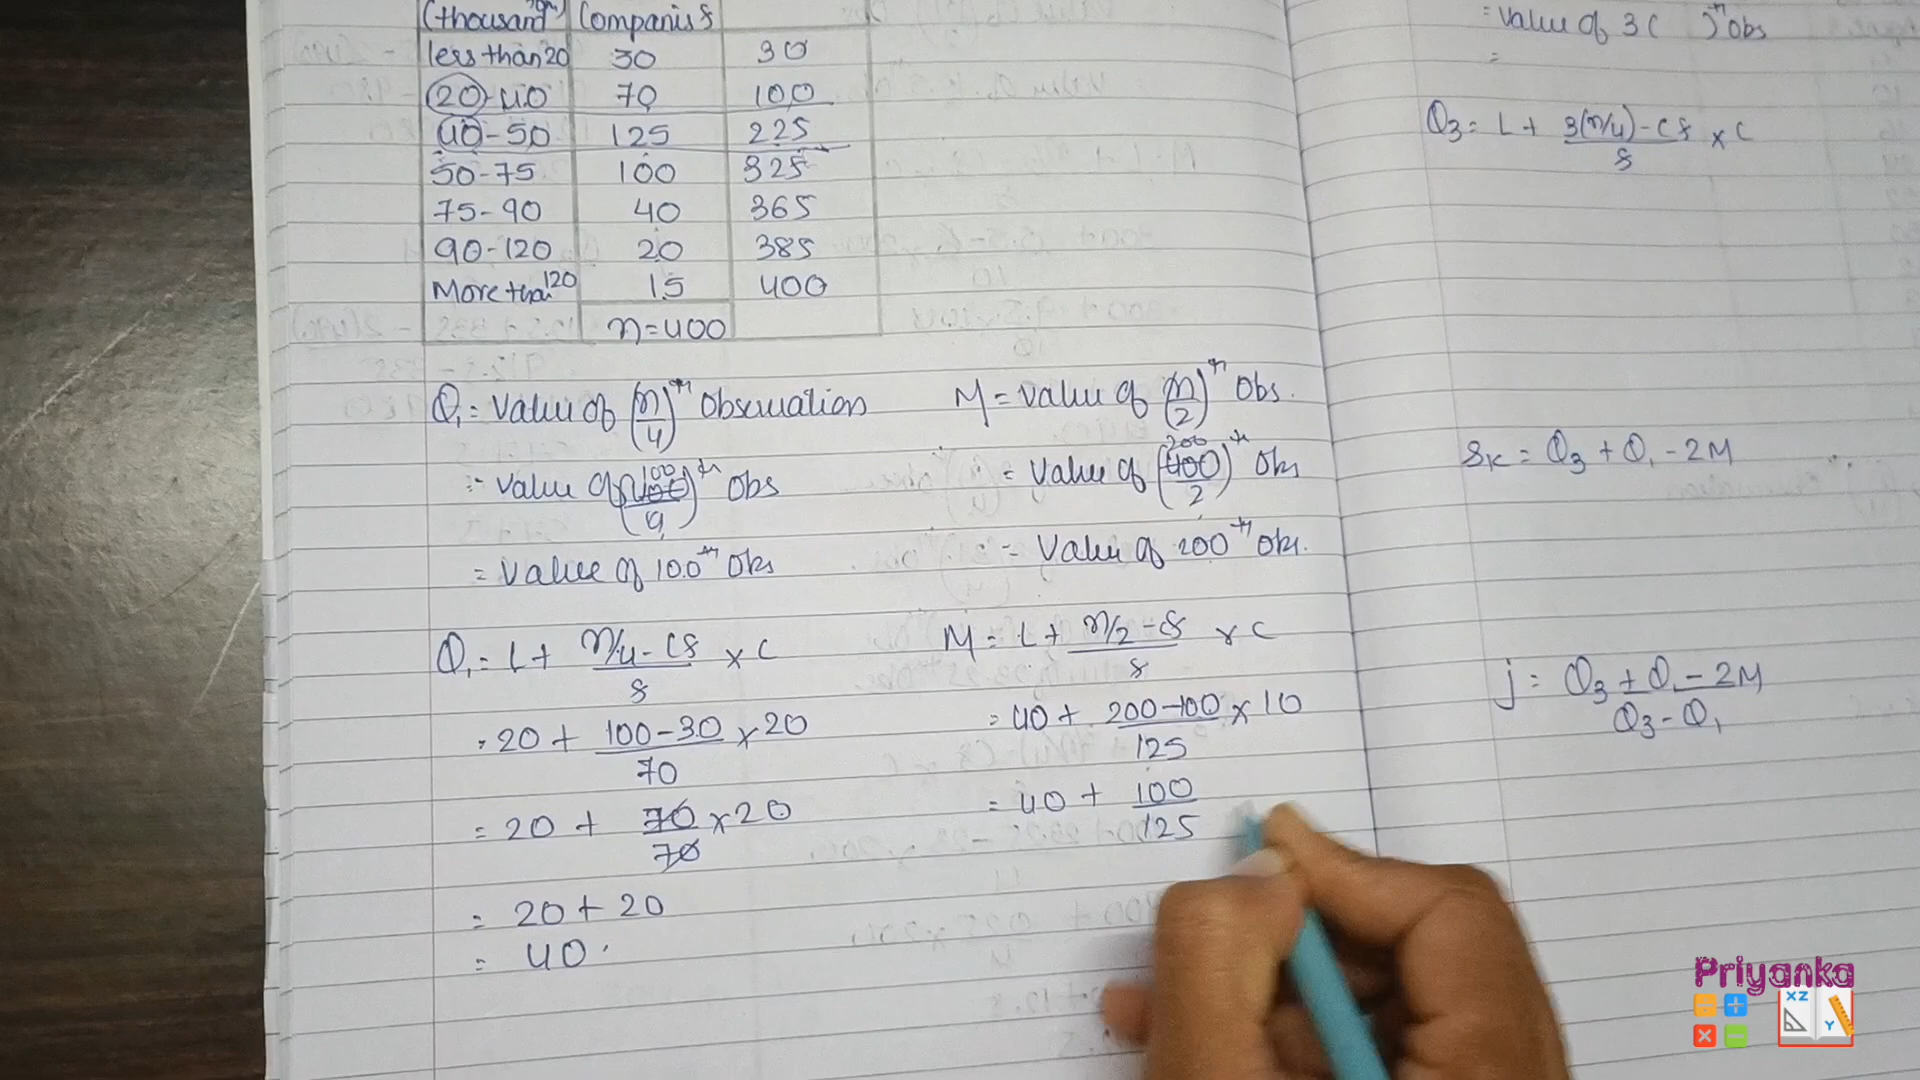 (thousand Companies
less than 20 30 30
20-40 70 100
40-50 125 225
50-75 100 325
75-90 40 365
90-120 20 385
More than 120 15 400
n=400
Q1 = Value of (n/4)th Observation
= Value of (400/4)th Obs 100
= Value of 100th Obs
Q1 = L + n/4 - cf / f × c
= 20 + 100-30 / 70 × 20
= 20 + 70/70 × 20
= 20 + 20
= 40.
M = Value of (n/2)th Obs.
= Value of (400/2)th Obs 200
= Value of 200th Obs.
M = L + n/2 - cf / f × c
= 40 + 200-100 / 125 × 10
= 40 + 100/125
= Value of 3( )th Obs
=
Q3 = L + 3(n/4) - cf / f × c
Sk = Q3 + Q1 - 2M
j = Q3 + Q1 - 2M / Q3 - Q1
Priyanka
XZ
Y